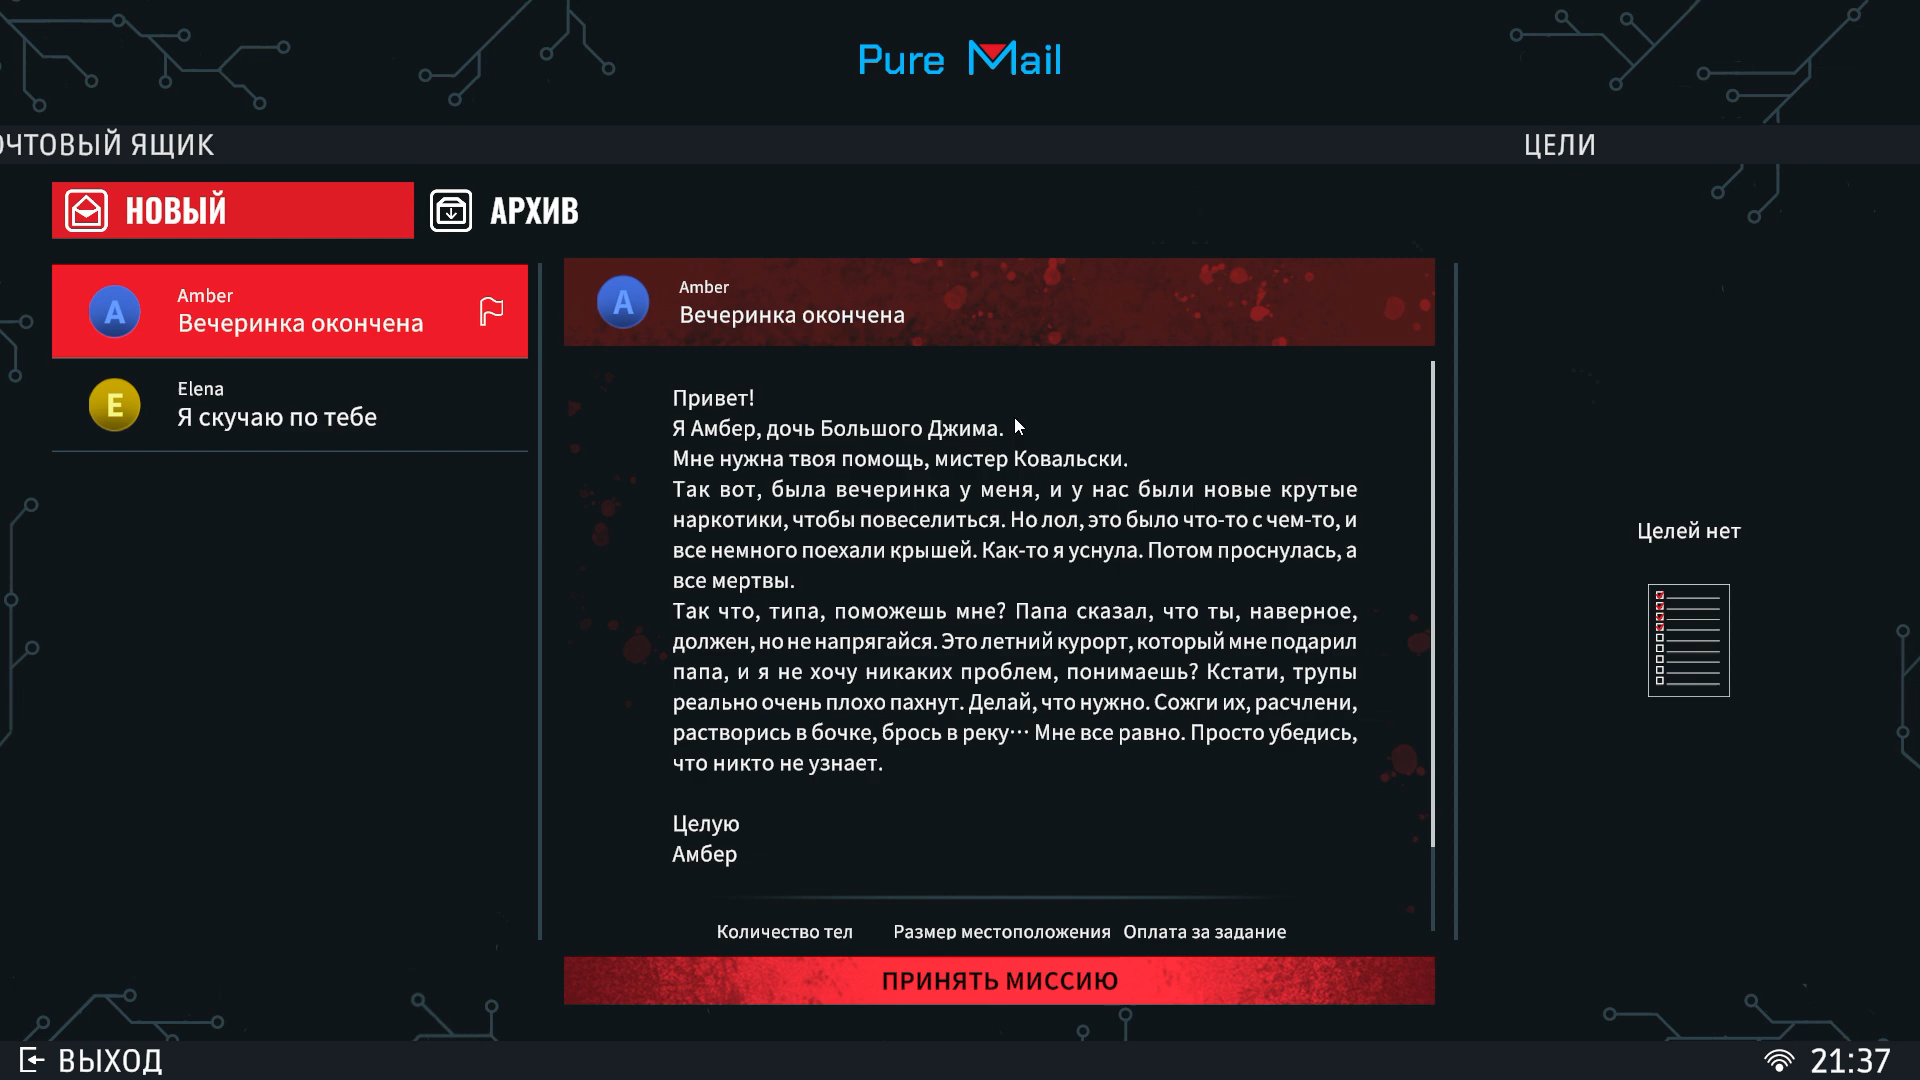 Pure Mail
ОЧТОВЫЙ ЯЩИК
ЦЕЛИ
НОВЫЙ
АРХИВ
A
Amber
Вечеринка окончена
E
Elena
Я скучаю по тебе
A
Amber
Вечеринка окончена
Привет!
Я Амбер, дочь Большого Джима.
Мне нужна твоя помощь, мистер Ковальски.
Так вот, была вечеринка у меня, и у нас были новые крутые
наркотики, чтобы повеселиться. Но лол, это было что-то с чем-то, и
все немного поехали крышей. Как-то я уснула. Потом проснулась, а
все мертвы.
Так что, типа, поможешь мне? Папа сказал, что ты, наверное,
должен, но не напрягайся. Это летний курорт, который мне подарил
папа, и я не хочу никаких проблем, понимаешь? Кстати, трупы
реально очень плохо пахнут. Делай, что нужно. Сожги их, расчлени,
растворись в бочке, брось в реку… Мне все равно. Просто убедись,
что никто не узнает.
Целую
Амбер
Количество тел
Размер местоположения
Оплата за задание
ПРИНЯТЬ МИССИЮ
Целей нет
ВЫХОД
21:37